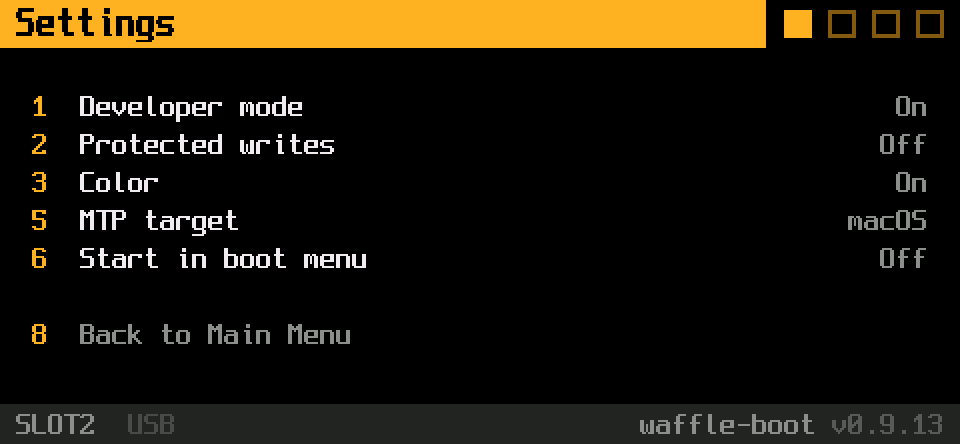 Settings
1 Developer mode On
2 Protected writes Off
3 Color On
5 MTP target macOS
6 Start in boot menu Off
8 Back to Main Menu
SLOT2 USB waffle-boot v0.9.13